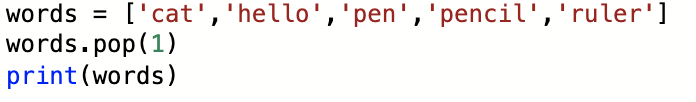 words = ['cat','hello','pen','pencil','ruler']
words.pop(1)
print(words)